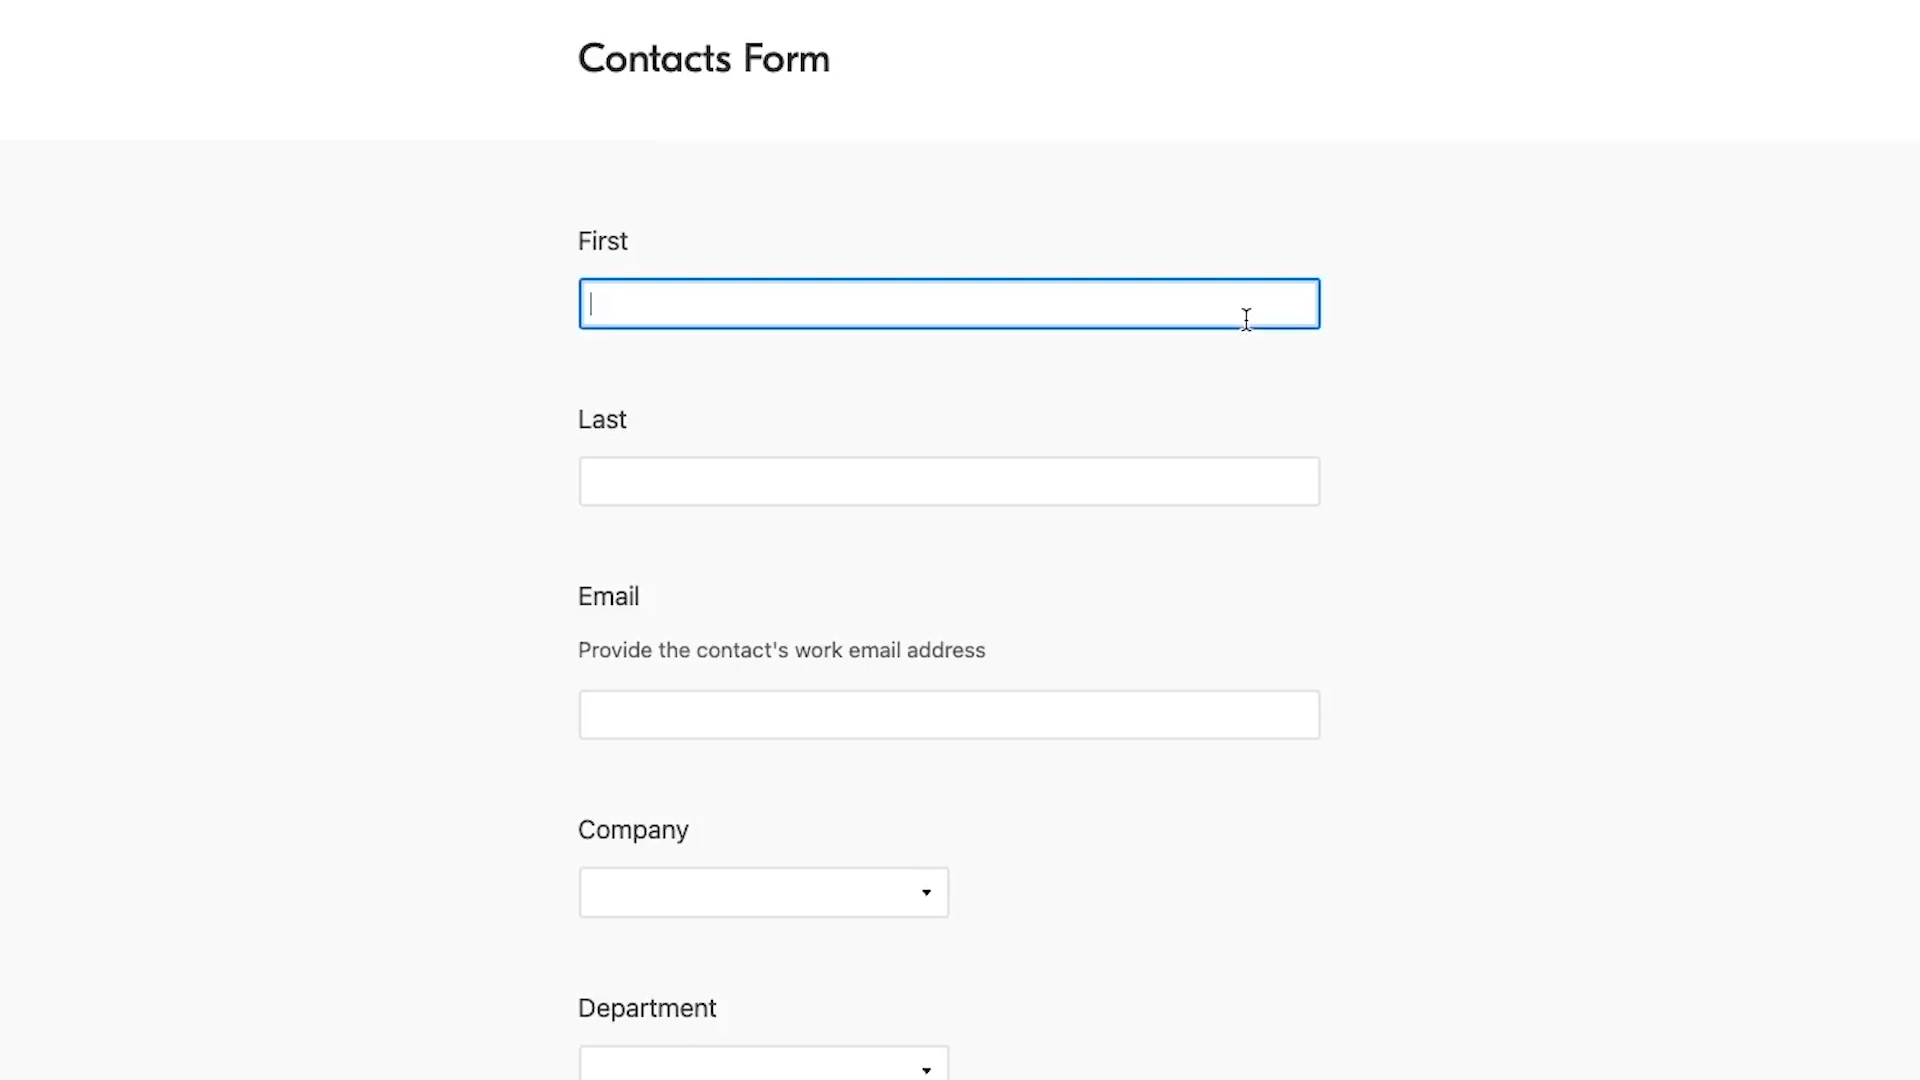 Contacts Form
First
Last
Email
Provide the contact's work email address
Company
Department